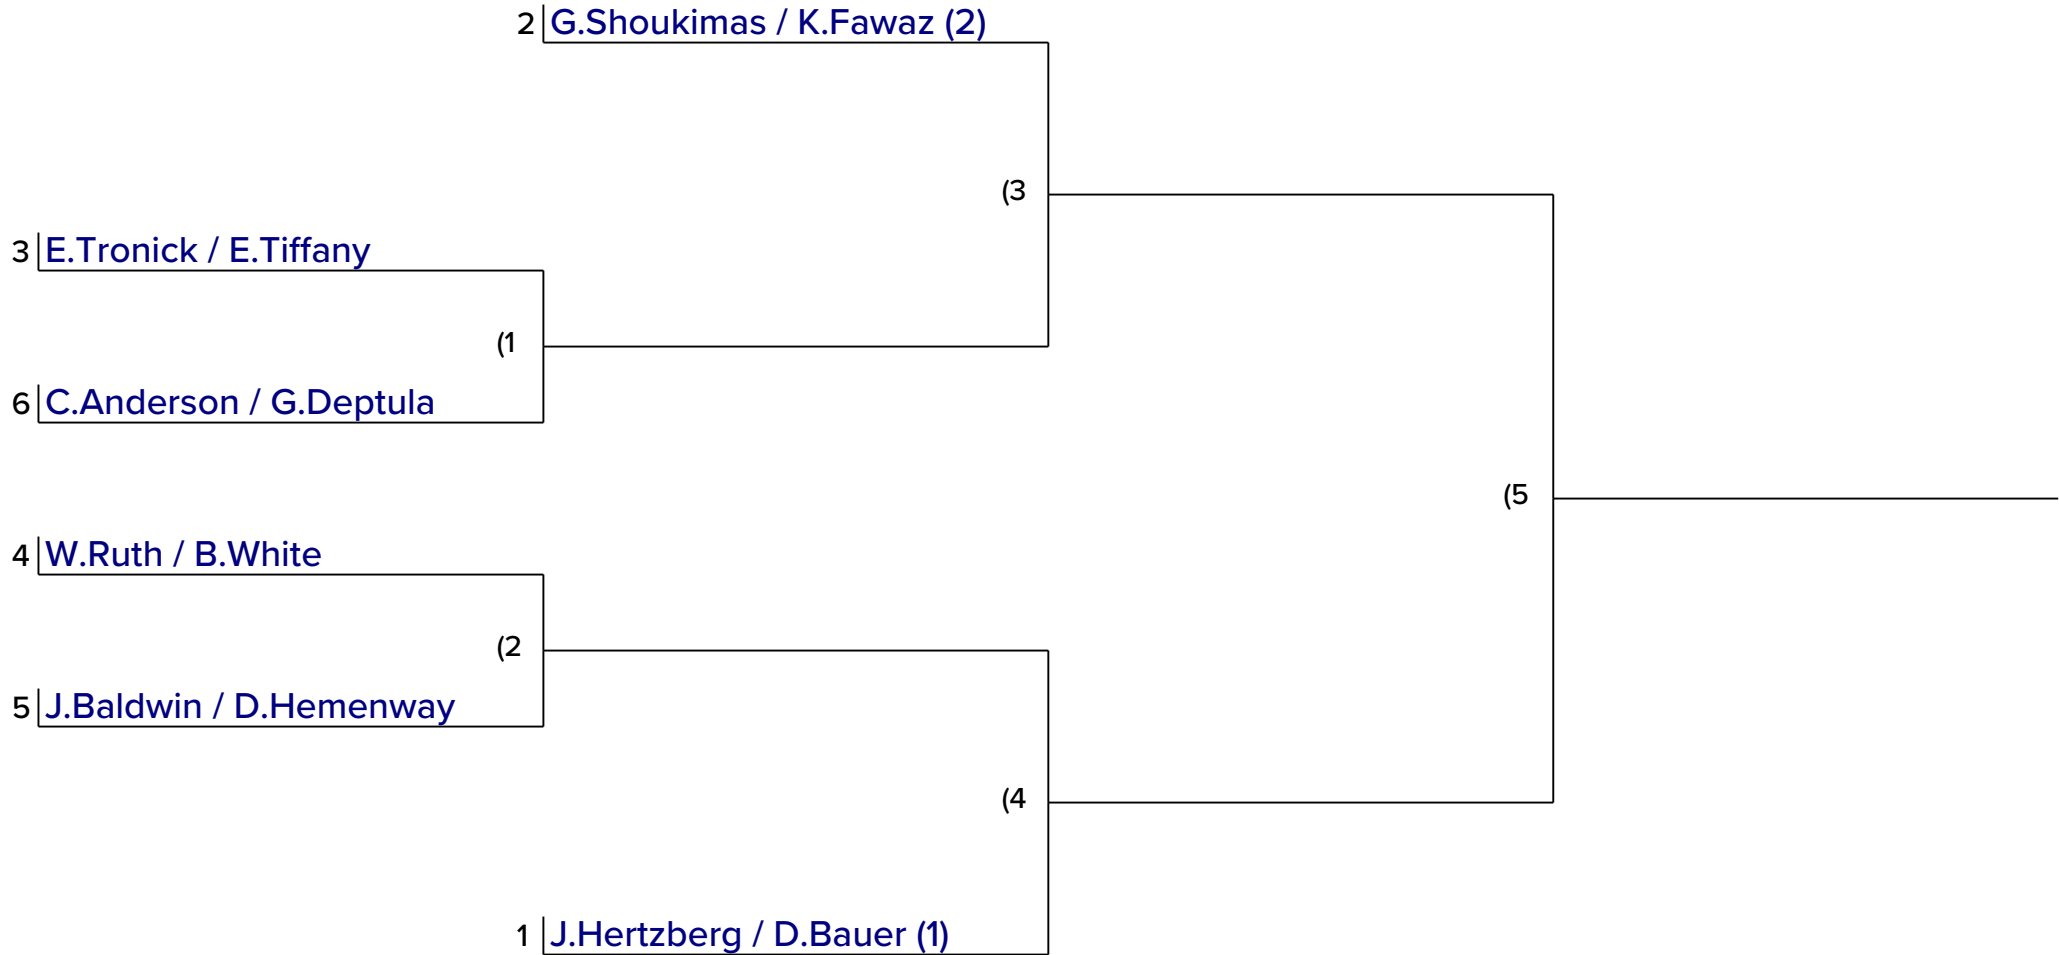 2 G.Shoukimas / K.Fawaz (2)
(3
3 E.Tronick / E.Tiffany
(1
6 C.Anderson / G.Deptula
(5
4 W.Ruth / B.White
(2
5 J.Baldwin / D.Hemenway
(4
1 J.Hertzberg / D.Bauer (1)